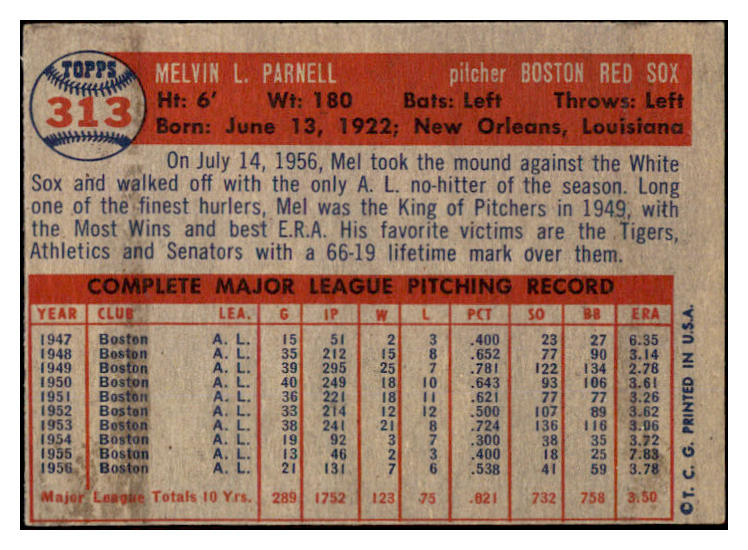 TOPPS
313
MELVIN L. PARNELL pitcher BOSTON RED SOX
Ht: 6' Wt: 180 Bats: Left Throws: Left
Born: June 13, 1922; New Orleans, Louisiana
On July 14, 1956, Mel took the mound against the White
Sox and walked off with the only A. L. no-hitter of the season. Long
one of the finest hurlers, Mel was the King of Pitchers in 1949, with
the Most Wins and best E.R.A. His favorite victims are the Tigers,
Athletics and Senators with a 66-19 lifetime mark over them.
COMPLETE MAJOR LEAGUE PITCHING RECORD
YEAR CLUB LEA. G IP W L PCT SO BB ERA
1947 Boston A. L. 15 51 2 3 .400 23 27 6.35
1948 Boston A. L. 35 212 15 8 .652 77 90 3.14
1949 Boston A. L. 39 295 25 7 .781 122 134 2.78
1950 Boston A. L. 40 249 18 10 .643 93 106 3.61
1951 Boston A. L. 36 221 18 11 .621 77 77 3.26
1952 Boston A. L. 33 214 12 12 .500 107 89 3.62
1953 Boston A. L. 38 241 21 8 .724 136 116 3.06
1954 Boston A. L. 19 92 3 7 .300 38 35 3.72
1955 Boston A. L. 13 46 2 3 .400 18 25 7.83
1956 Boston A. L. 21 131 7 6 .538 41 59 3.78
Major League Totals 10 Yrs. 289 1752 123 75 .621 732 758 3.50
© T. C. G. PRINTED IN U.S.A.